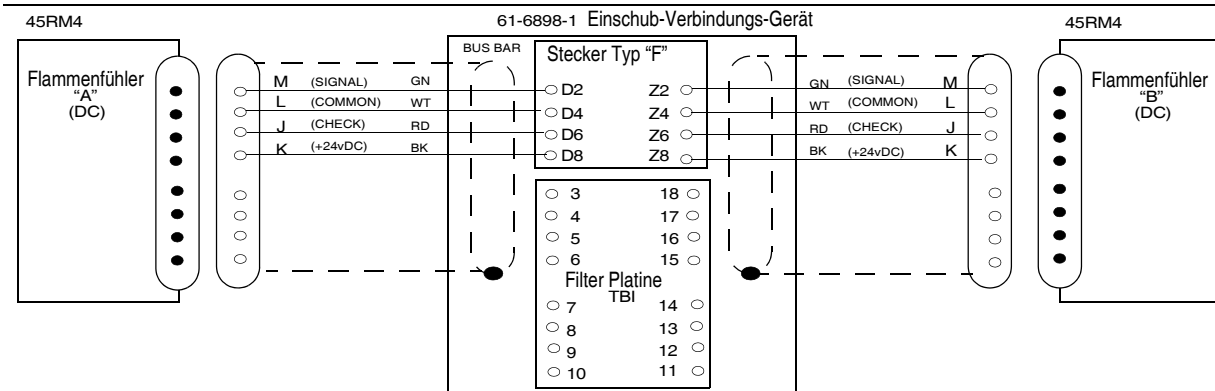 45RM4
61-6898-1 Einschub-Verbindungs-Gerät
45RM4
Flammenfühler
"A"
(DC)
M (SIGNAL) GN
L (COMMON) WT
J (CHECK) RD
K (+24vDC) BK
BUS BAR
Stecker Typ "F"
D2 Z2
D4 Z4
D6 Z6
D8 Z8
GN (SIGNAL) M
WT (COMMON) L
RD (CHECK) J
BK (+24vDC) K
Flammenfühler
"B"
(DC)
3 18
4 17
5 16
6 15
Filter Platine
TBI
7 14
8 13
9 12
10 11